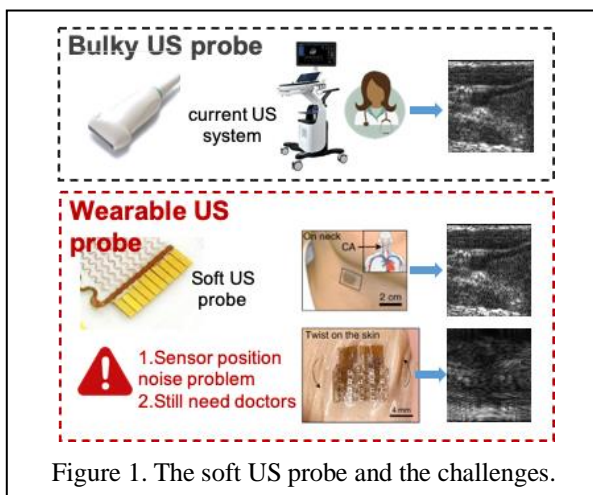 Bulky US probe
current US
system
Wearable US
probe
Soft US
probe
On neck
CA
2 cm
Twist on the skin
4 mm
1.Sensor position
noise problem
2.Still need doctors
Figure 1. The soft US probe and the challenges.